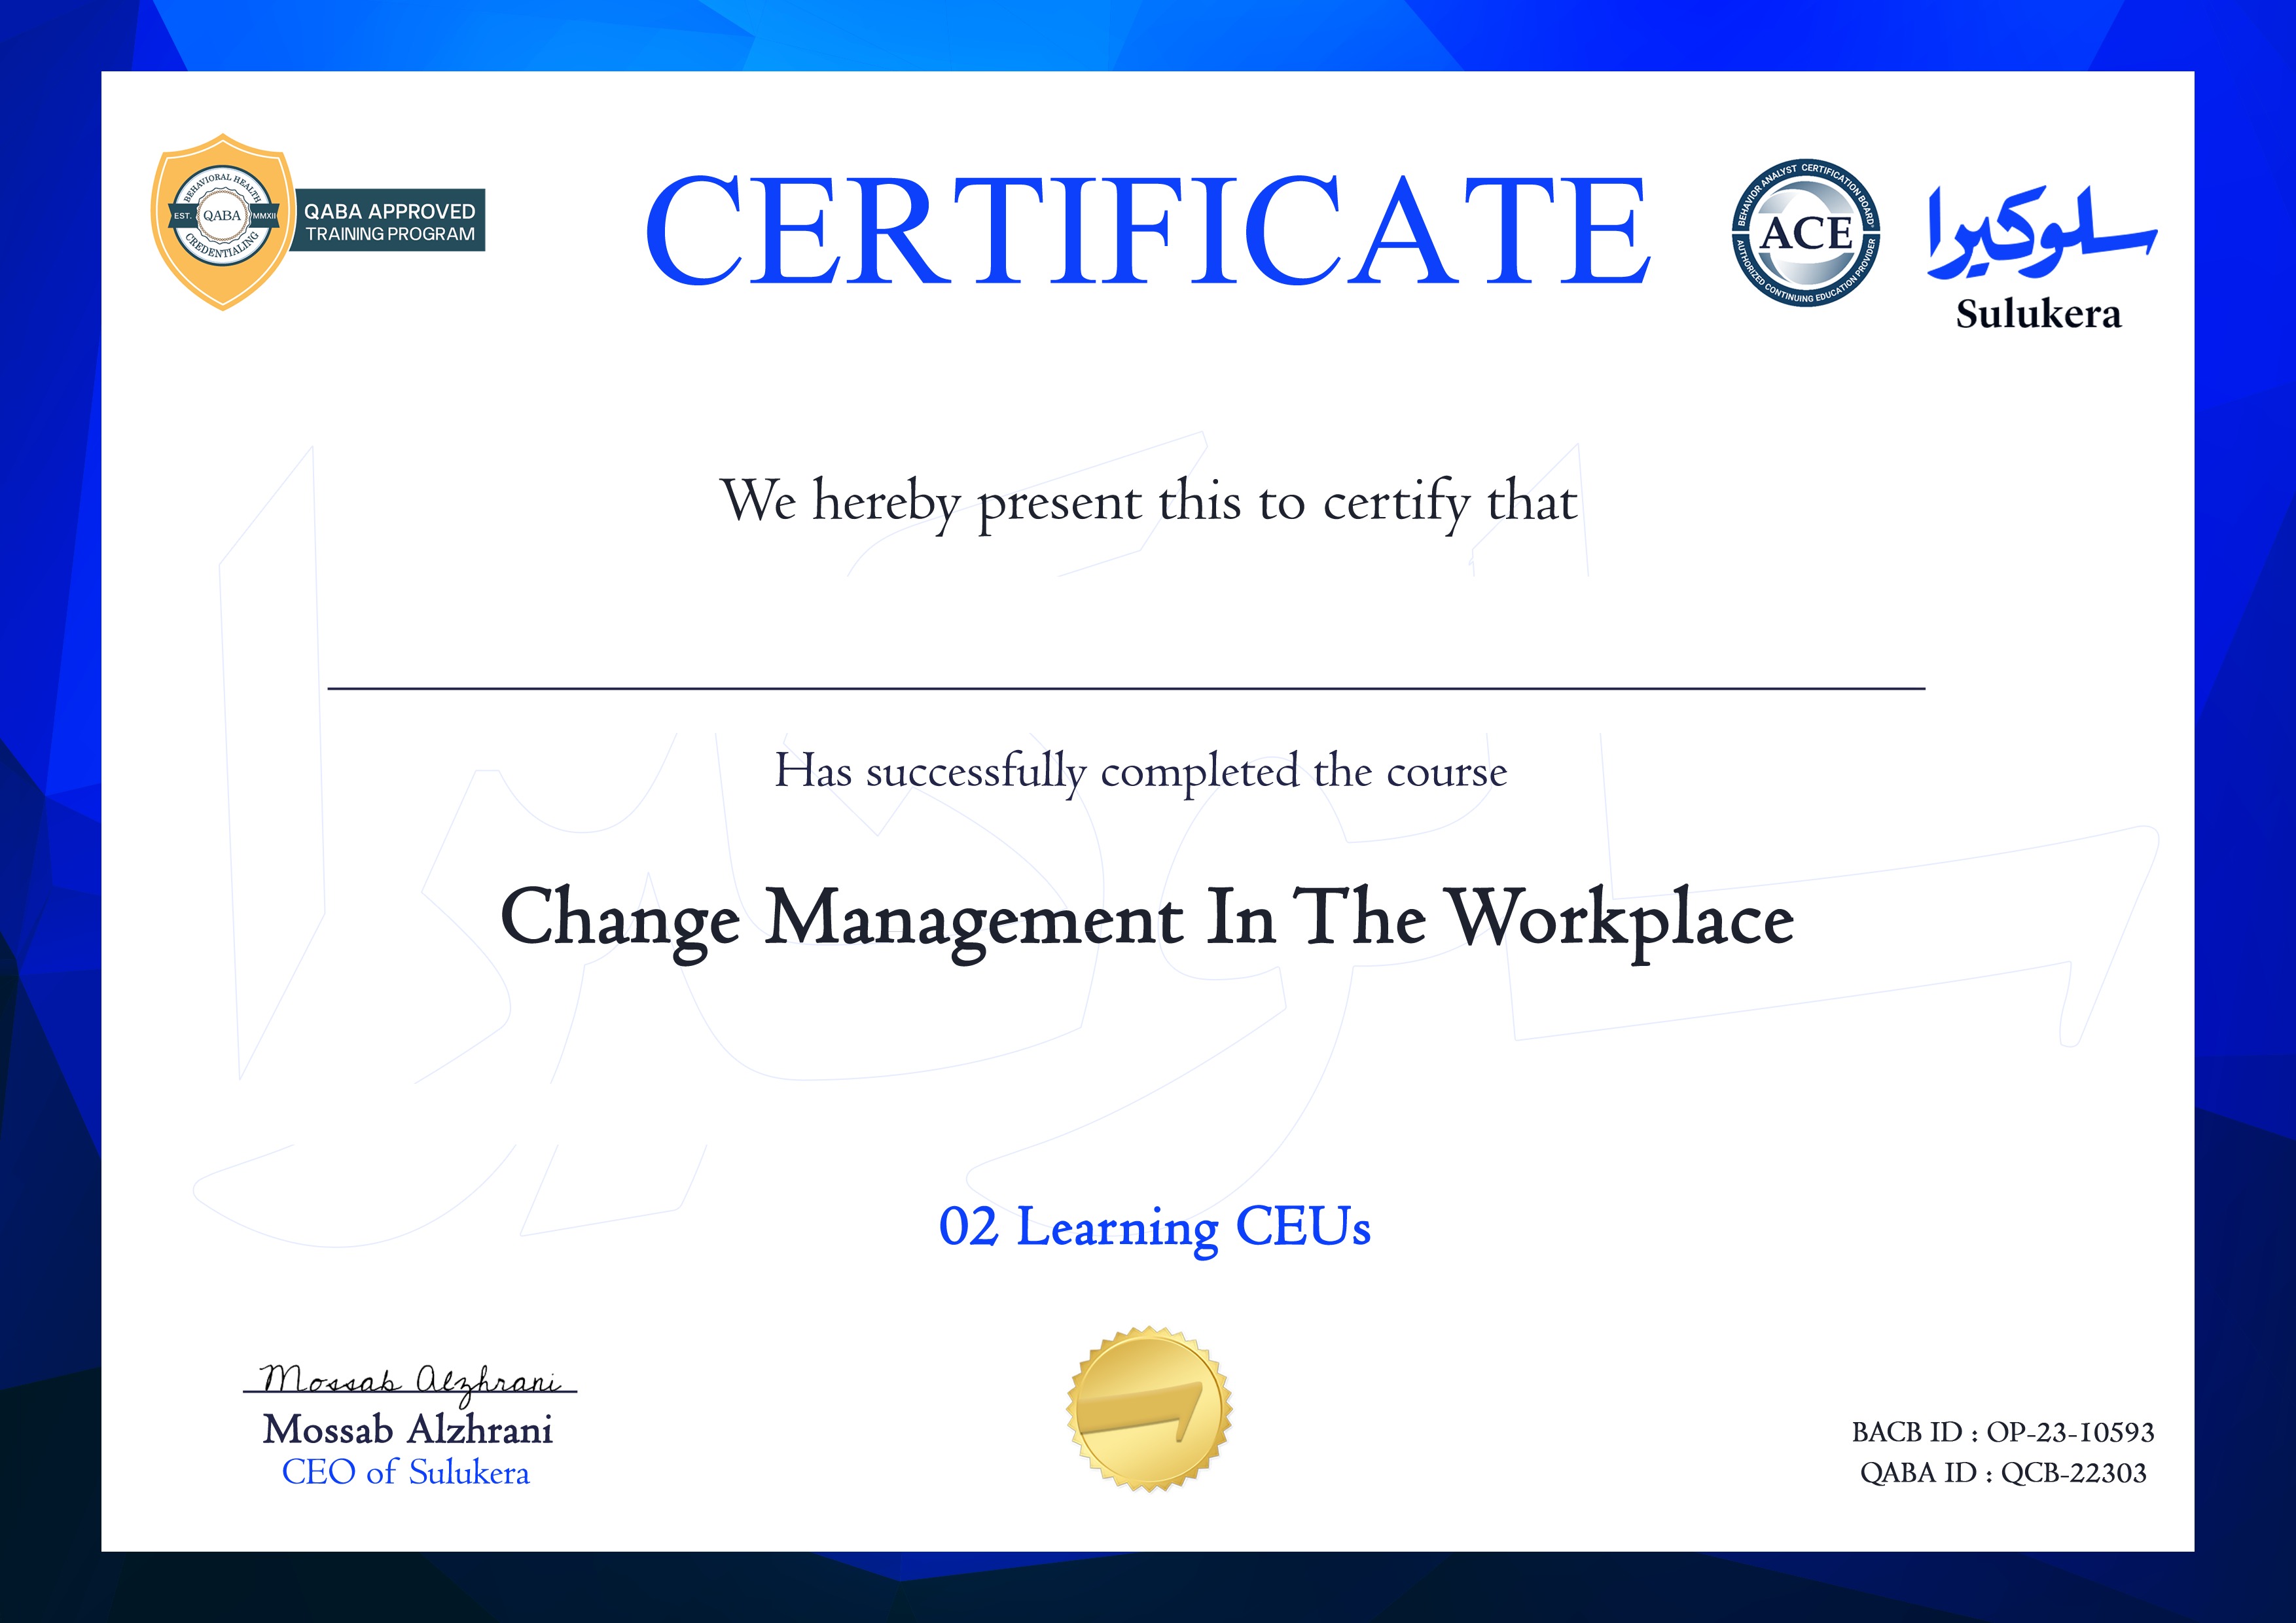 BEHAVIORAL HEALTH
EST. QABA MMXII
CREDENTIALING
QABA APPROVED
TRAINING PROGRAM
CERTIFICATE
BEHAVIOR ANALYST CERTIFICATION BOARD®
ACE
AUTHORIZED CONTINUING EDUCATION PROVIDER
سلوكيرا
Sulukera
We hereby present this to certify that
Has successfully completed the course
Change Management In The Workplace
02 Learning CEUs
Mossab Alzhrani
Mossab Alzhrani
CEO of Sulukera
BACB ID : OP-23-10593
QABA ID : QCB-22303